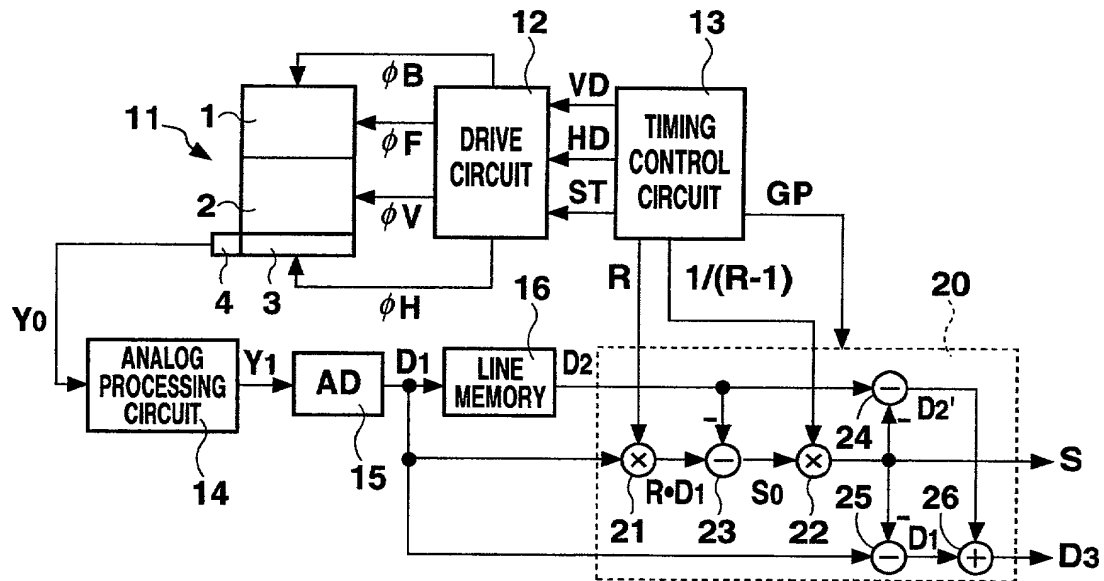 12
13
φB
1
11
φF
DRIVE
CIRCUIT
VD
HD
ST
TIMING
CONTROL
CIRCUIT
GP
2
φV
4
3
φH
R
1/(R-1)
20
Y0
16
ANALOG
PROCESSING
CIRCUIT
Y1
AD
D1
LINE
MEMORY
D2
-
−
24
-
D2'
14
15
×
21
R•D1
-
−
23
S0
×
22
S
25
-
−
D1
26
+
D3